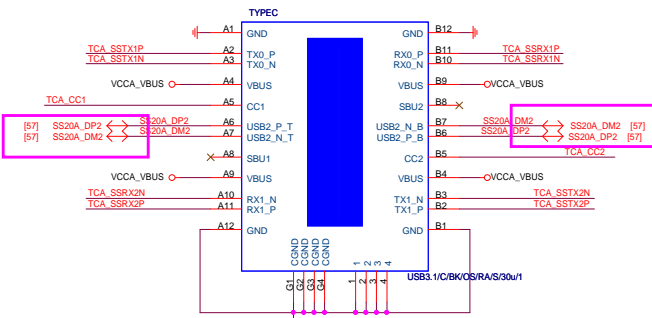 TYPEC
A1 GND GND B12
TCA_SSTX1P A2 TX0_P RX0_P B11 TCA_SSRX1P
TCA_SSTX1N A3 TX0_N RX0_N B10 TCA_SSRX1N
VCCA_VBUS A4 VBUS VBUS B9 VCCA_VBUS
TCA_CC1 A5 CC1 SBU2 B8
[57] SS20A_DP2 SS20A_DP2 A6 USB2_P_T USB2_N_B B7 SS20A_DM2 SS20A_DM2 [57]
[57] SS20A_DM2 SS20A_DM2 A7 USB2_N_T USB2_P_B B6 SS20A_DP2 SS20A_DP2 [57]
A8 SBU1 CC2 B5 TCA_CC2
VCCA_VBUS A9 VBUS VBUS B4 VCCA_VBUS
TCA_SSRX2N A10 RX1_N TX1_N B3 TCA_SSTX2N
TCA_SSRX2P A11 RX1_P TX1_P B2 TCA_SSTX2P
A12 GND GND B1
CGND CGND CGND CGND 1 2 3 4
USB3.1/C/BK/OS/RA/S/30u/1
G1 G2 G3 G4 1 2 3 4